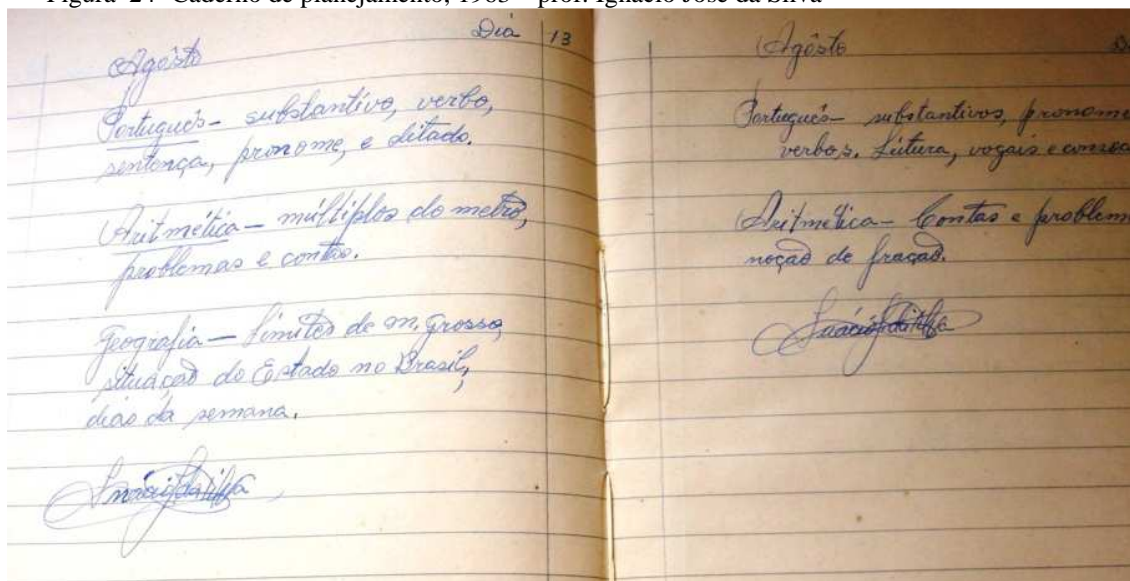 Figura 24- Caderno de planejamento, 1963 – prof. Ignácio José da Silva
Agôsto Dia 13
Português- substantivo, verbo,
sentença, pronome, e ditado.
Aritmética – múltiplos do metro,
problemas e contas.
Geografia – Limites de M. Grosso,
situação do Estado no Brasil,
dias da semana.
Agôsto
Português – substantivos, pronome
verbos. Leitura, vogais e
Aritmética – Contas e problem
noção de fração.